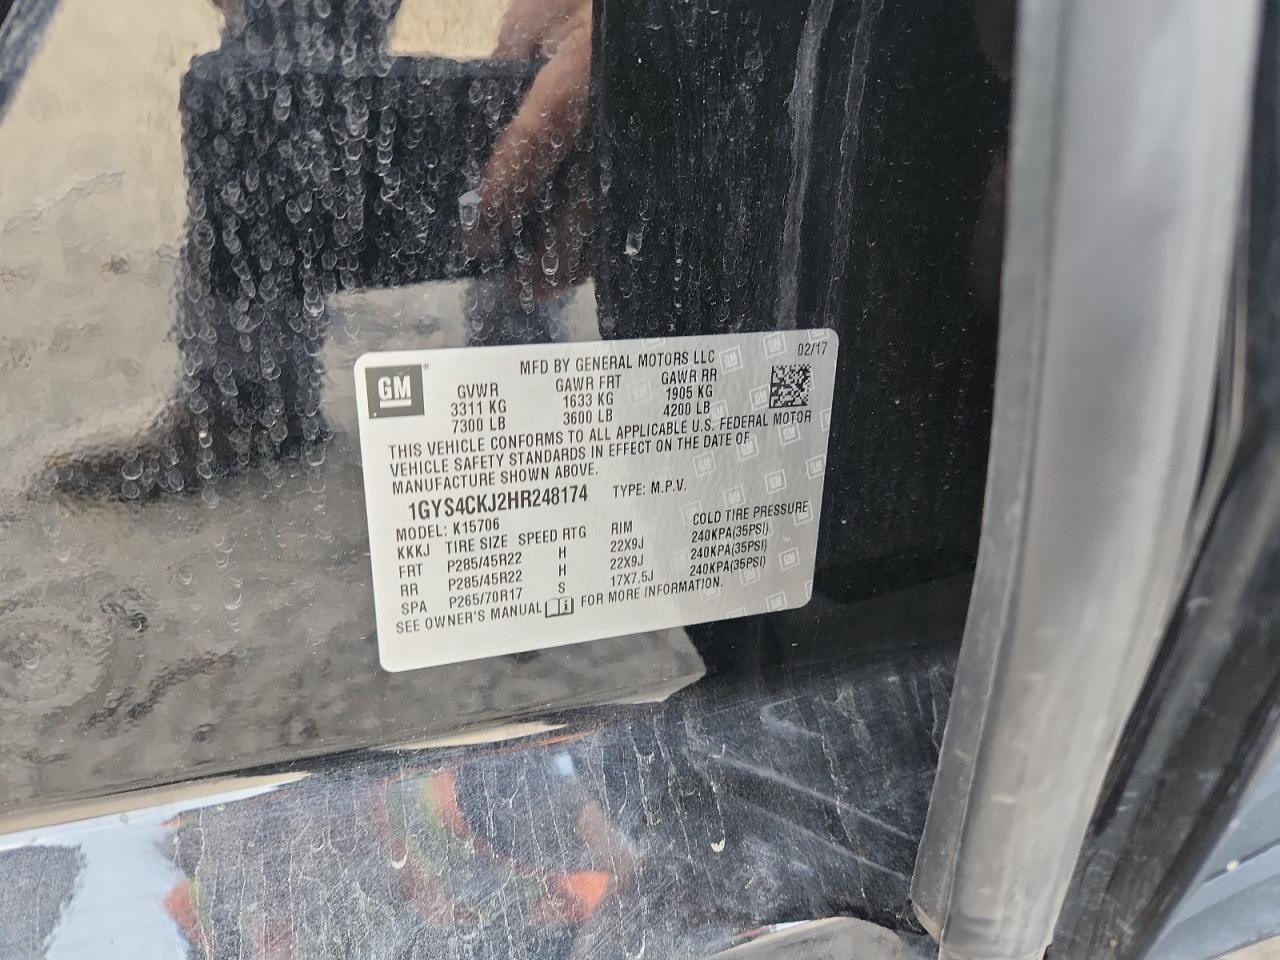 MFD BY GENERAL MOTORS LLC 02/17
GM®
GVWR GAWR FRT GAWR RR
3311 KG 1633 KG 1905 KG
7300 LB 3600 LB 4200 LB
THIS VEHICLE CONFORMS TO ALL APPLICABLE U.S. FEDERAL MOTOR
VEHICLE SAFETY STANDARDS IN EFFECT ON THE DATE OF
MANUFACTURE SHOWN ABOVE.
1GYS4CKJ2HR248174 TYPE: M.P.V.
MODEL: K15706
KKKJ TIRE SIZE SPEED RTG RIM COLD TIRE PRESSURE
FRT P285/45R22 H 22X9J 240KPA(35PSI)
RR P285/45R22 H 22X9J 240KPA(35PSI)
SPA P265/70R17 S 17X7.5J 240KPA(35PSI)
SEE OWNER'S MANUAL FOR MORE INFORMATION.